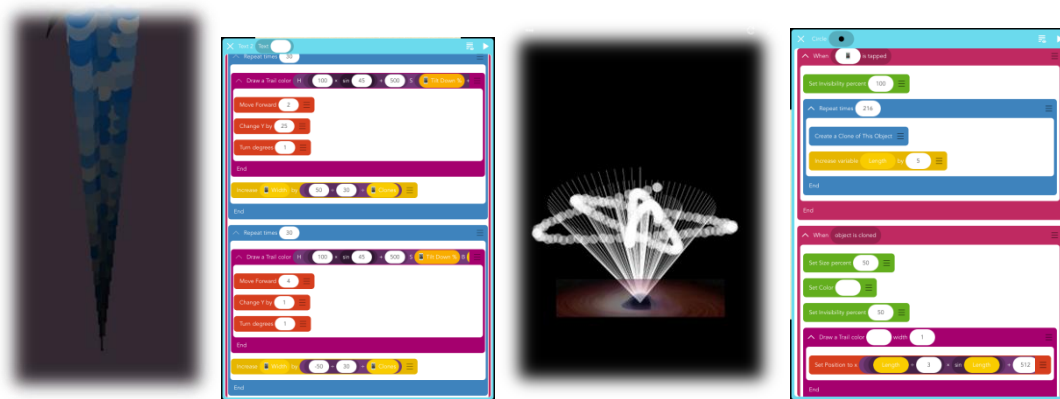 Text 2 Text
Repeat times 30
Draw a Trail color H 100 sin 45 500 S Tilt Down %
Move Forward 2
Change Y by 25
Turn degrees 1
End
Increase Width by 50 30 Clones
End
Repeat times 30
Draw a Trail color H 100 sin 45 500 S Tilt Down % B
Move Forward 4
Change Y by 1
Turn degrees 1
End
Increase Width by -50 30 Clones
End
Circle
When is tapped
Set Invisibility percent 100
Repeat times 216
Create a Clone of This Object
Increase variable Length by 5
End
End
When object is cloned
Set Size percent 50
Set Color
Set Invisibility percent 50
Draw a Trail color width 1
Set Position to x Length 3 sin Length 512
End